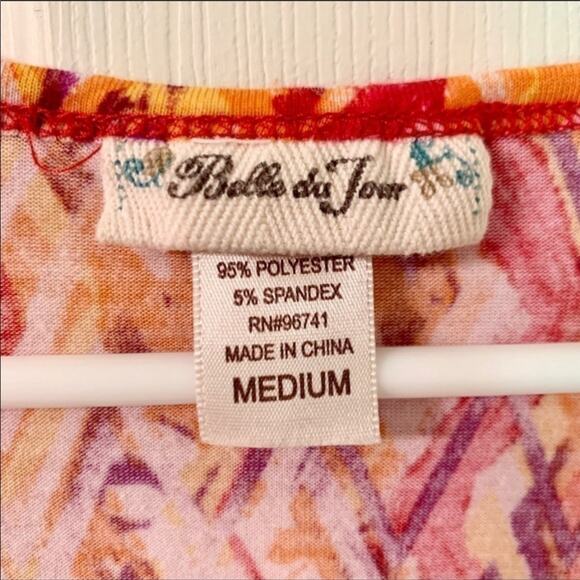 Belle du Jour
95% POLYESTER
5% SPANDEX
RN#96741
MADE IN CHINA
MEDIUM